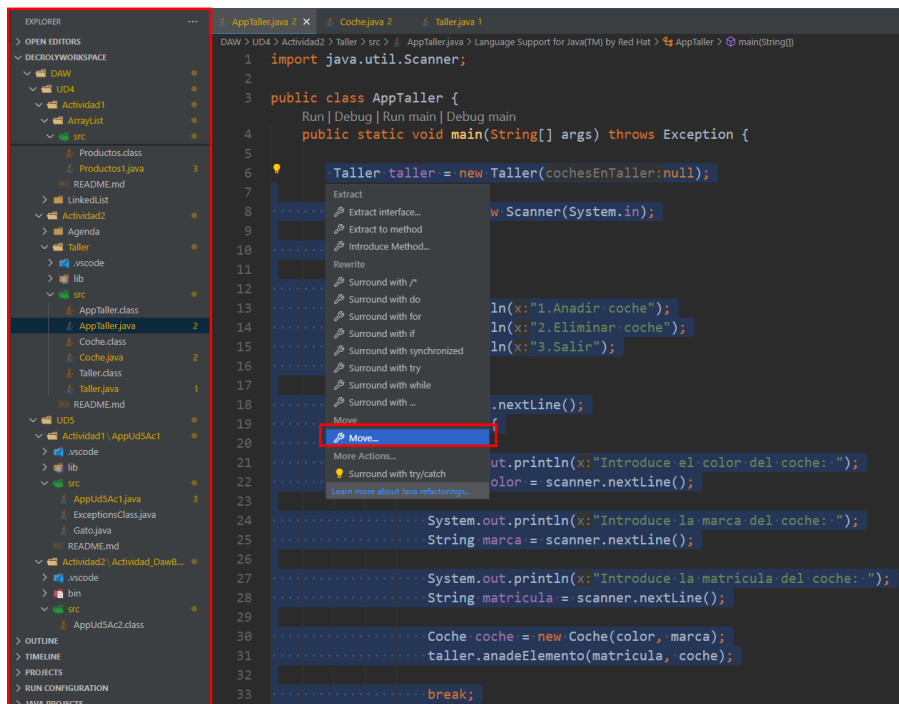 EXPLORER
OPEN EDITORS
DECROLYWORKSPACE
DAW
UD4
Actividad1
ArrayList
src
Productos.class
Productos1.java 3
README.md
LinkedList
Actividad2
Agenda
Taller
.vscode
lib
src
AppTaller.class
AppTaller.java 2
Coche.class
Coche.java 2
Taller.class
Taller.java 1
README.md
UD5
Actividad1 \ AppUd5Ac1
.vscode
lib
src
AppUd5Ac1.java 3
ExceptionsClass.java
Gato.java
README.md
Actividad2 \ Actividad_DawB...
.vscode
bin
src
AppUd5Ac2.class
OUTLINE
TIMELINE
PROJECTS
RUN CONFIGURATION
JAVA PROJECTS
AppTaller.java 2 Coche.java 2 Taller.java 1
DAW > UD4 > Actividad2 > Taller > src > AppTaller.java > Language Support for Java(TM) by Red Hat > AppTaller > main(String[])
1 import java.util.Scanner;
2
3 public class AppTaller {
Run | Debug | Run main | Debug main
4 public static void main(String[] args) throws Exception {
5
6 Taller taller = new Taller(cochesEnTaller:null);
7
8 w Scanner(System.in);
9
10
11
12
13 ln(x:"1.Anadir coche");
14 ln(x:"2.Eliminar coche");
15 ln(x:"3.Salir");
16
17
18 .nextLine();
19 {
20
21 ut.println(x:"Introduce el color del coche: ");
22 olor = scanner.nextLine();
23
24 System.out.println(x:"Introduce la marca del coche: ");
25 String marca = scanner.nextLine();
26
27 System.out.println(x:"Introduce la matricula del coche: ");
28 String matricula = scanner.nextLine();
29
30 Coche coche = new Coche(color, marca);
31 taller.anadeElemento(matricula, coche);
32
33 break;
Extract
Extract interface...
Extract to method
Introduce Method...
Rewrite
Surround with /*
Surround with do
Surround with for
Surround with if
Surround with synchronized
Surround with try
Surround with while
Surround with ...
Move
Move...
More Actions...
Surround with try/catch
Learn more about Java refactorings...